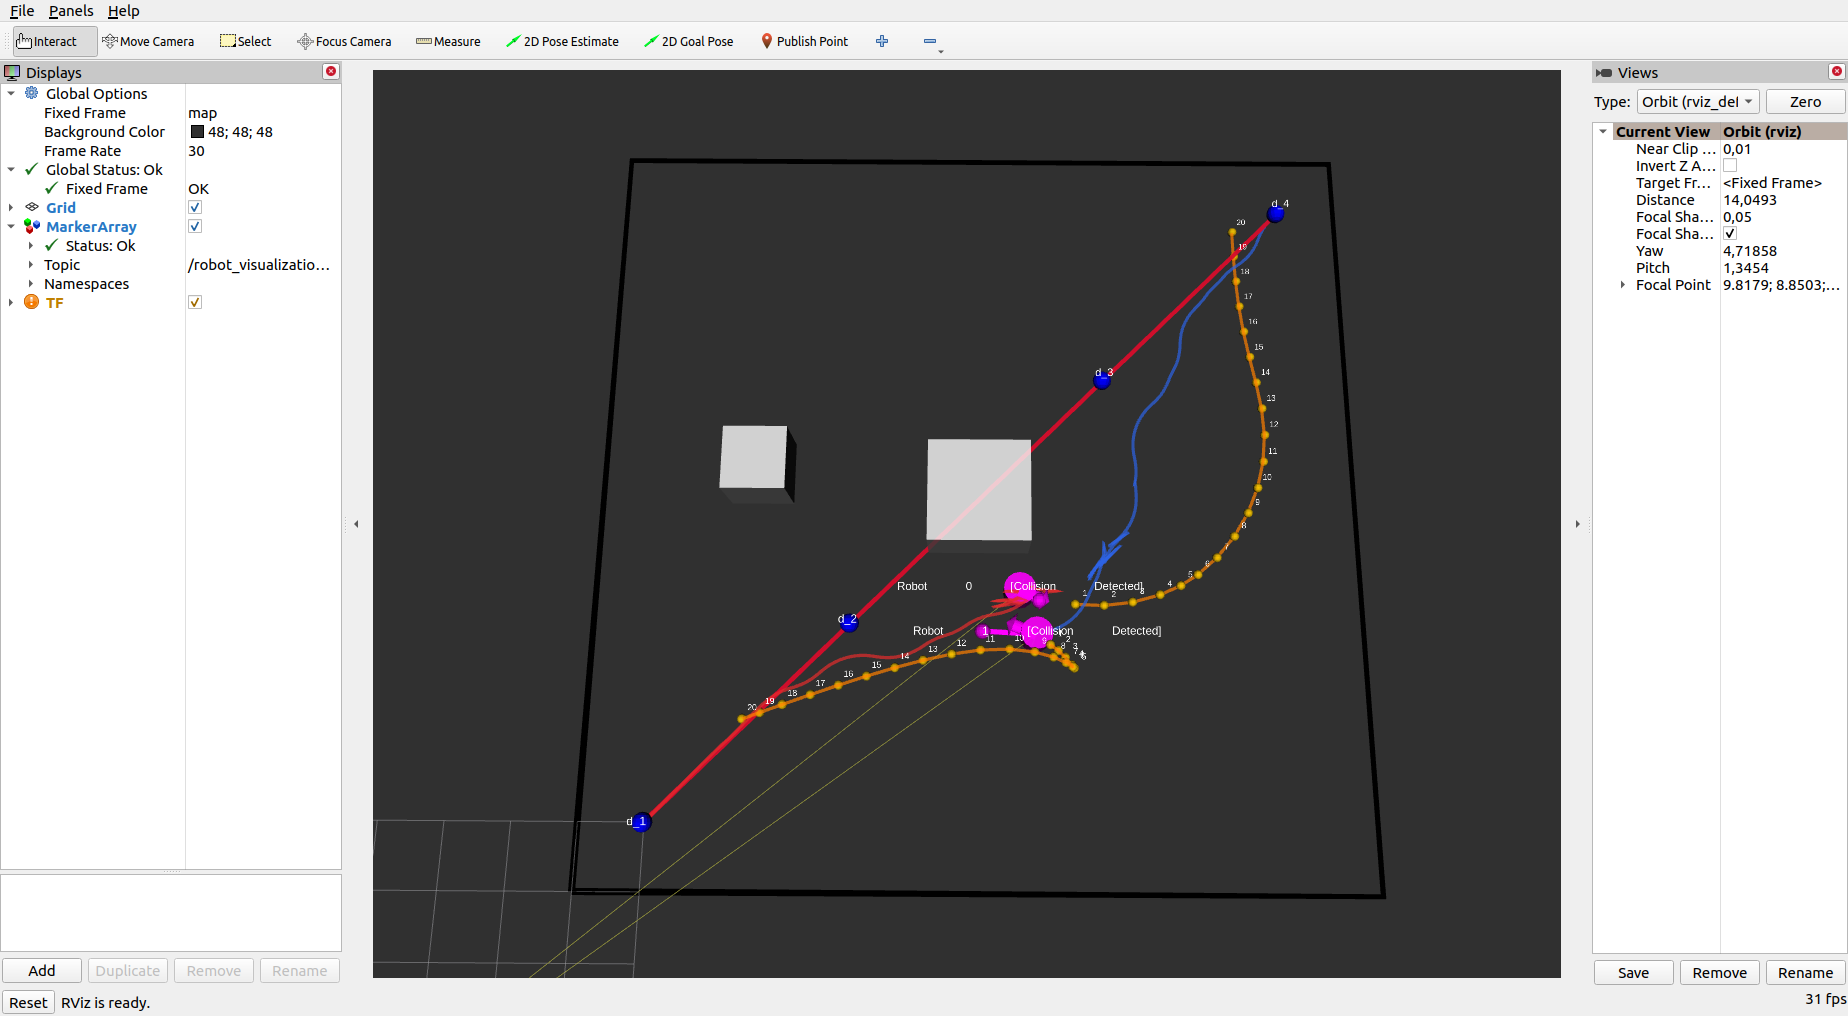 File Panels Help
Interact Move Camera Select Focus Camera Measure 2D Pose Estimate 2D Goal Pose Publish Point
Displays
Global Options
Fixed Frame map
Background Color 48; 48; 48
Frame Rate 30
Global Status: Ok
Fixed Frame OK
Grid
MarkerArray
Status: Ok
Topic /robot_visualizatio...
Namespaces
TF
Add Duplicate Remove Rename
Reset RViz is ready.
d_4
20
19
18
17
16
15
14
d_3
13
12
11
10
9
8
7
6
5
4
3
2
1
Robot 0 [Collision Detected]
d_2
Robot 1 [Collision Detected]
11
10
12
13
14
15
16
17
18
19
20
d_1
Views
Type: Orbit (rviz_def Zero
Current View Orbit (rviz)
Near Clip ... 0,01
Invert Z A...
Target Fr... <Fixed Frame>
Distance 14,0493
Focal Sha... 0,05
Focal Sha...
Yaw 4,71858
Pitch 1,3454
Focal Point 9.8179; 8.8503;...
Save Remove Rename
31 fps